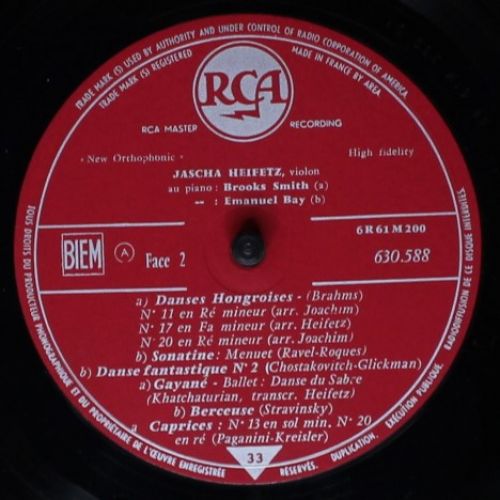 TRADE MARK (S) USED BY AUTHORITY AND UNDER CONTROL OF RADIO CORPORATION OF AMERICA
TRADE MARK (S) REGISTERED
MADE IN FRANCE BY AREA
RCA
RCA MASTER RECORDING
· New Orthophonic · High fidelity
JASCHA HEIFETZ, violon
au piano : Brooks Smith (a)
-- : Emanuel Bay (b)
6R61M200
BIEM A Face 2 630.588
a) Danses Hongroises - (Brahms)
N° 11 en Ré mineur (arr. Joachim)
N° 17 en Fa mineur (arr. Heifetz)
N° 20 en Ré mineur (arr. Joachim)
b) Sonatine : Menuet (Ravel-Roques)
b) Danse fantastique N° 2 (Chostakovitch-Glickman)
a) Gayané - Ballet : Danse du Sabre
(Khatchaturian, transcr. Heifetz)
b) Berceuse (Stravinsky)
a Caprices : N° 13 en sol min. N° 20
en ré (Paganini-Kreisler)
33
TOUS DROITS DU PRODUCTEUR PHONOGRAPHIQUE ET DU PROPRIÉTAIRE DE L'ŒUVRE ENREGISTRÉE RÉSERVÉS. DUPLICATION. EXÉCUTION PUBLIQUE. RADIODIFFUSION DE CE DISQUE INTERDITES.